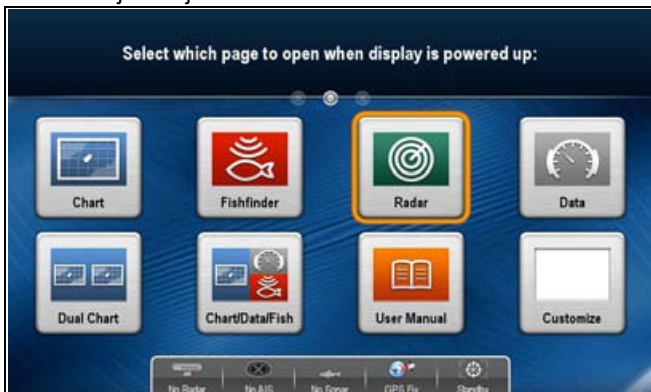 Select which page to open when display is powered up:
Chart
Fishfinder
Radar
Data
Dual Chart
Chart/Data/Fish
User Manual
Customize
No Radar
No AIS
No Sonar
GPS Fix
Standby